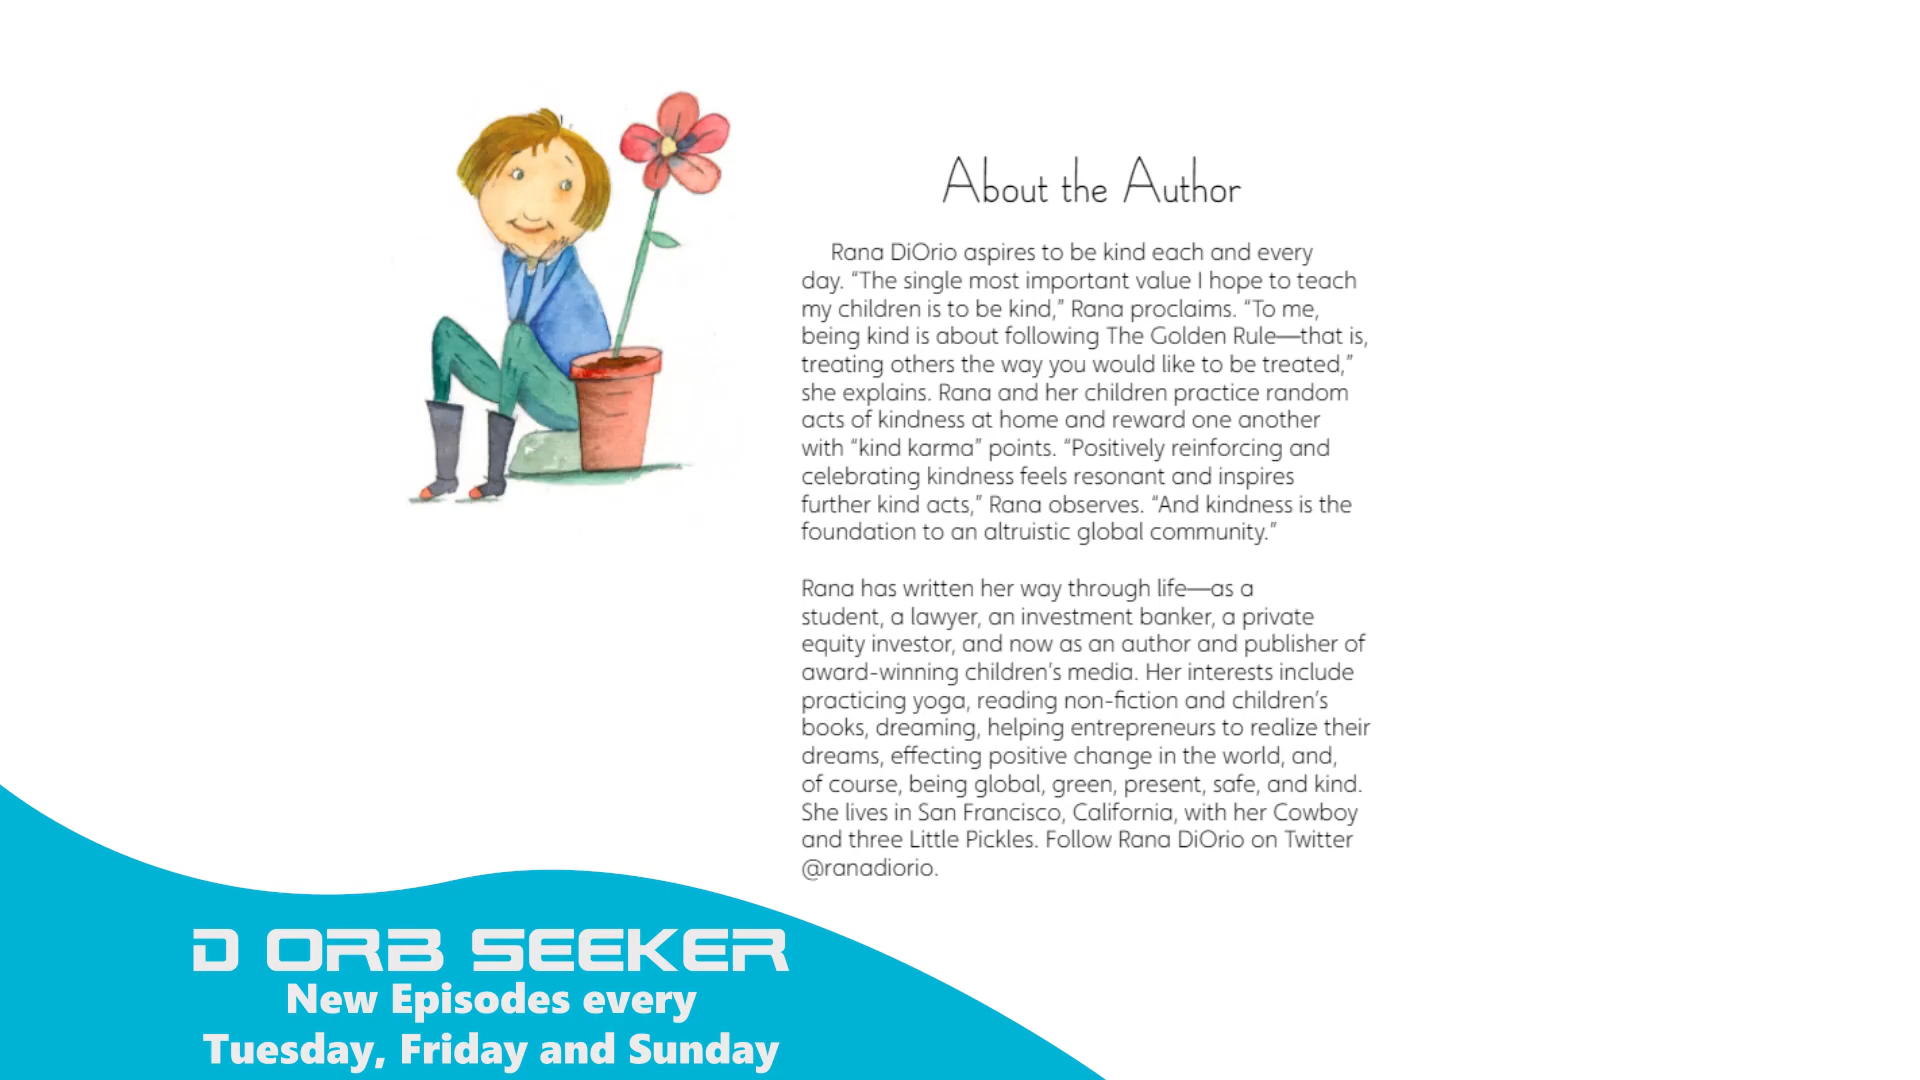 About the Author
Rana DiOrio aspires to be kind each and every
day. “The single most important value I hope to teach
my children is to be kind,” Rana proclaims. “To me,
being kind is about following The Golden Rule—that is,
treating others the way you would like to be treated,”
she explains. Rana and her children practice random
acts of kindness at home and reward one another
with “kind karma” points. “Positively reinforcing and
celebrating kindness feels resonant and inspires
further kind acts,” Rana observes. “And kindness is the
foundation to an altruistic global community.”
Rana has written her way through life—as a
student, a lawyer, an investment banker, a private
equity investor, and now as an author and publisher of
award-winning children’s media. Her interests include
practicing yoga, reading non-fiction and children’s
books, dreaming, helping entrepreneurs to realize their
dreams, effecting positive change in the world, and,
of course, being global, green, present, safe, and kind.
She lives in San Francisco, California, with her Cowboy
and three Little Pickles. Follow Rana DiOrio on Twitter
@ranadiorio.
D ORB SEEKER
New Episodes every
Tuesday, Friday and Sunday